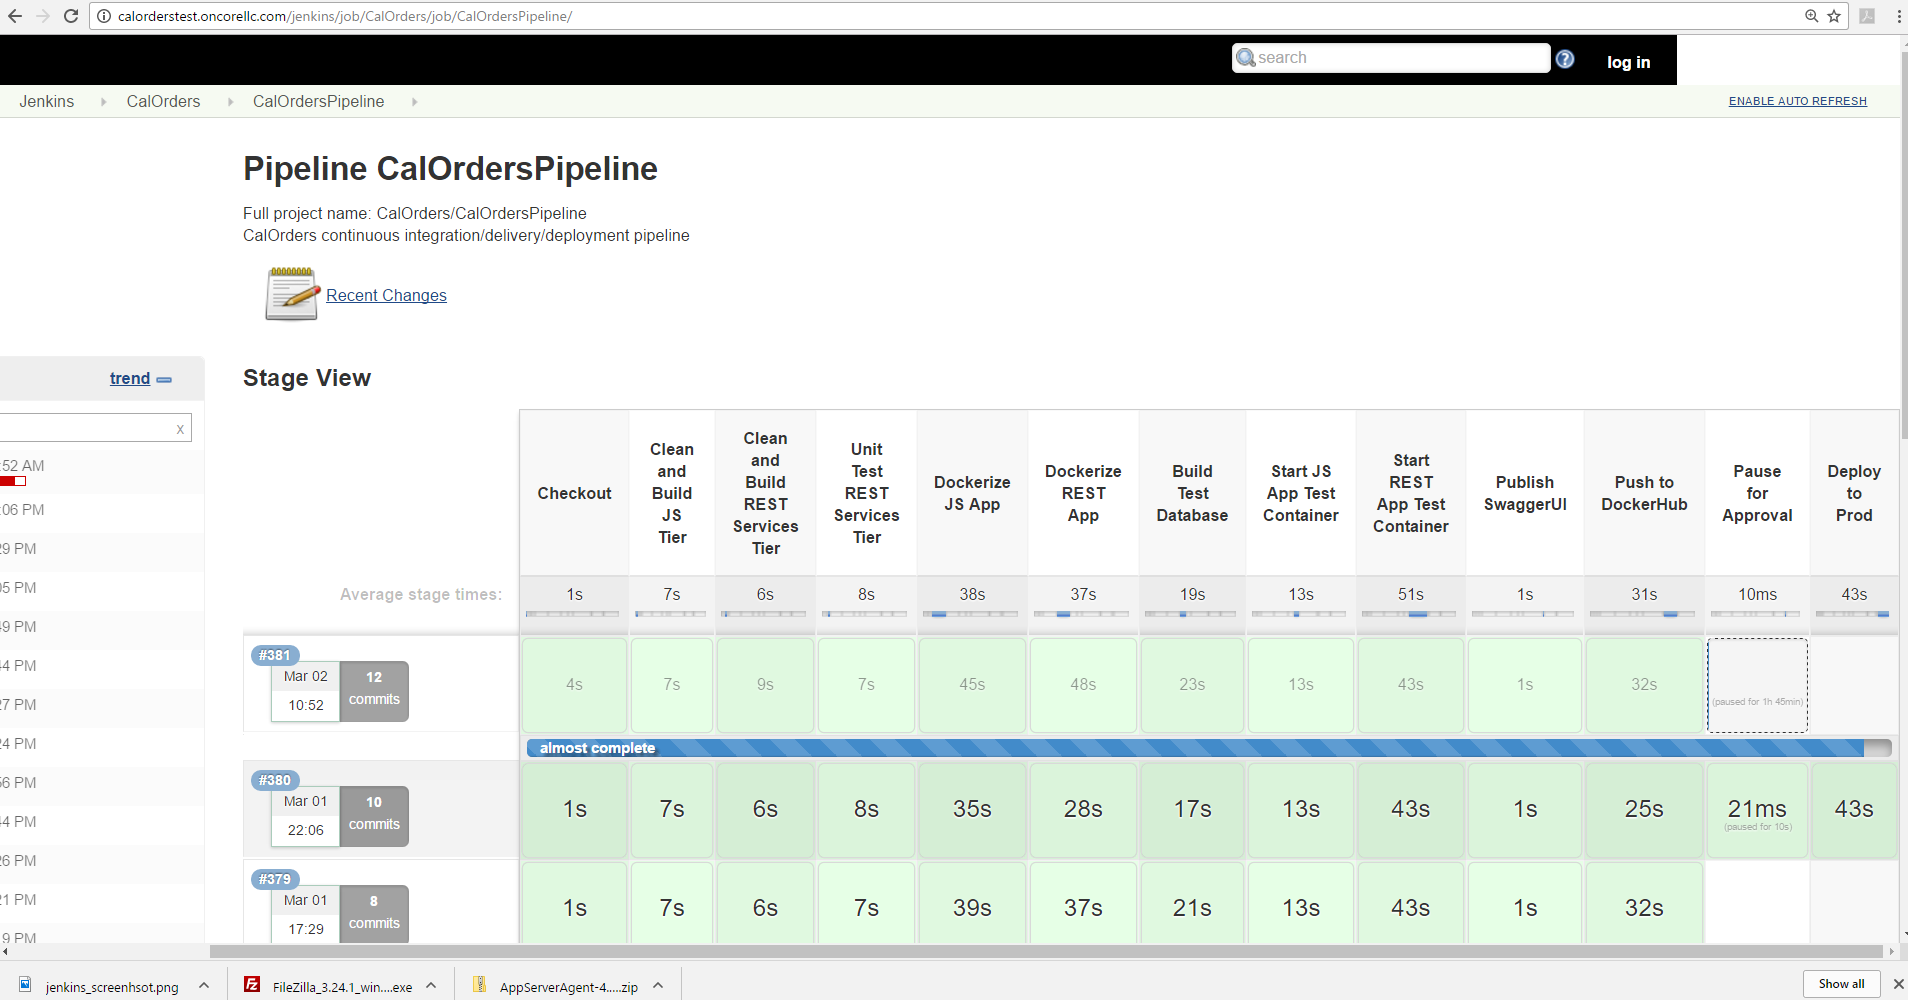 calorderstest.oncorellc.com/jenkins/job/CalOrders/job/CalOrdersPipeline/
search
?
log in
Jenkins
CalOrders
CalOrdersPipeline
ENABLE AUTO REFRESH
Pipeline CalOrdersPipeline
Full project name: CalOrders/CalOrdersPipeline
CalOrders continuous integration/delivery/deployment pipeline
Recent Changes
trend
x
:52 AM
:06 PM
29 PM
05 PM
49 PM
44 PM
27 PM
24 PM
56 PM
44 PM
26 PM
21 PM
19 PM
Stage View
Checkout
Clean
and
Build
JS
Tier
Clean
and
Build
REST
Services
Tier
Unit
Test
REST
Services
Tier
Dockerize
JS App
Dockerize
REST
App
Build
Test
Database
Start JS
App Test
Container
Start
REST
App Test
Container
Publish
SwaggerUI
Push to
DockerHub
Pause
for
Approval
Deploy
to
Prod
Average stage times:
1s 7s 6s 8s 38s 37s 19s 13s 51s 1s 31s 10ms 43s
#381
Mar 02
10:52
12
commits
4s 7s 9s 7s 45s 48s 23s 13s 43s 1s 32s
(paused for 1h 45min)
almost complete
#380
Mar 01
22:06
10
commits
1s 7s 6s 8s 35s 28s 17s 13s 43s 1s 25s 21ms 43s
(paused for 10s)
#379
Mar 01
17:29
8
commits
1s 7s 6s 7s 39s 37s 21s 13s 43s 1s 32s
jenkins_screenhsot.png
FileZilla_3.24.1_win....exe
AppServerAgent-4.....zip
Show all